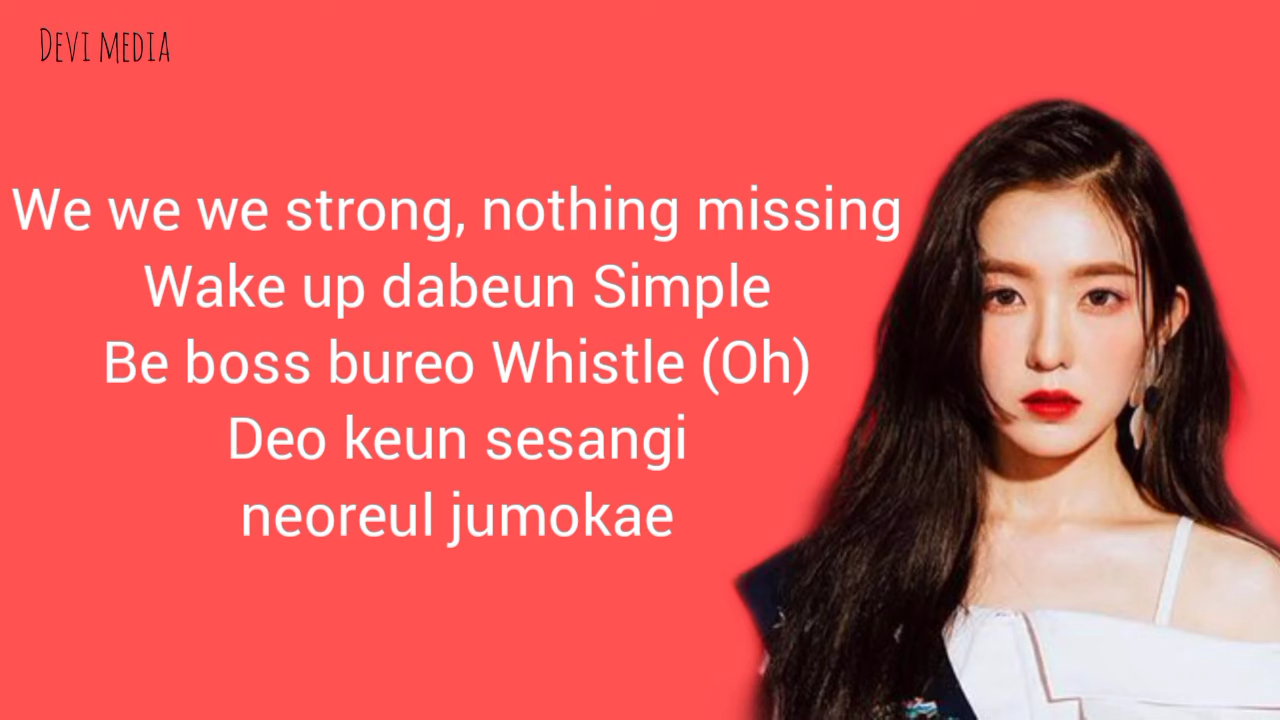 DEVI MEDIA
We we we strong, nothing missing
Wake up dabeun Simple
Be boss bureo Whistle (Oh)
Deo keun sesangi
neoreul jumokae